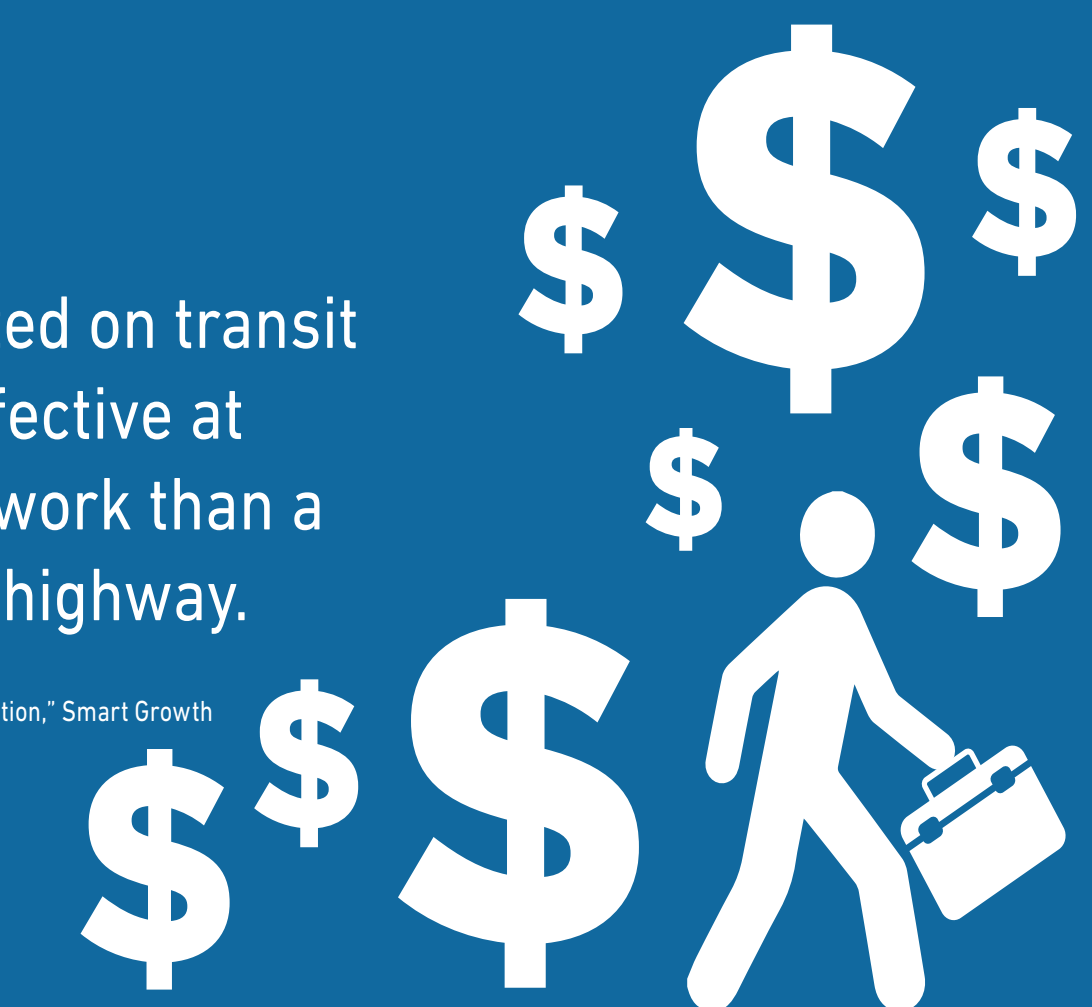 ed on transit
fective at
work than a
highway.
tion,” Smart Growth
$
$
$
$
$
$
$
$